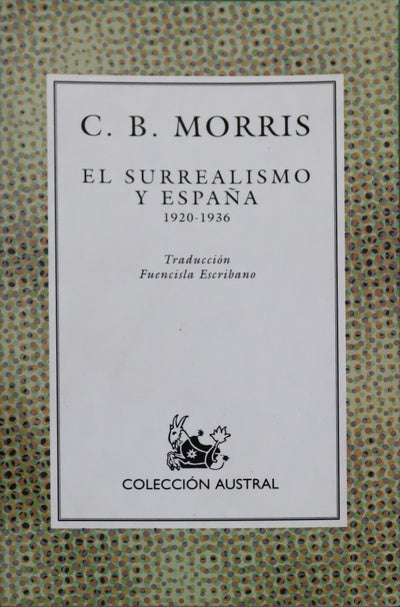 C. B. MORRIS
EL SURREALISMO
Y ESPAÑA
1920-1936
Traducción
Fuencisla Escribano
COLECCIÓN AUSTRAL